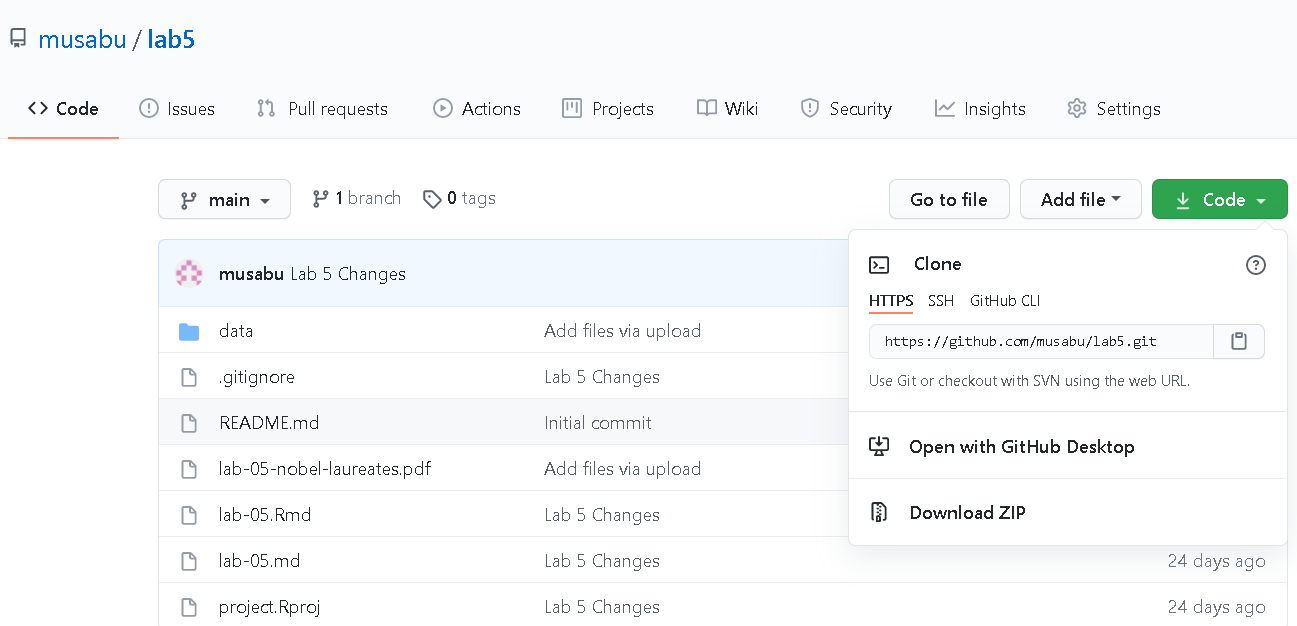 musabu / lab5
Code Issues Pull requests Actions Projects Wiki Security Insights Settings
main 1 branch 0 tags Go to file Add file Code
musabu Lab 5 Changes
data Add files via upload
.gitignore Lab 5 Changes
README.md Initial commit
lab-05-nobel-laureates.pdf Add files via upload
lab-05.Rmd Lab 5 Changes
lab-05.md Lab 5 Changes 24 days ago
project.Rproj Lab 5 Changes 24 days ago
Clone
HTTPS SSH GitHub CLI
https://github.com/musabu/lab5.git
Use Git or checkout with SVN using the web URL.
Open with GitHub Desktop
Download ZIP